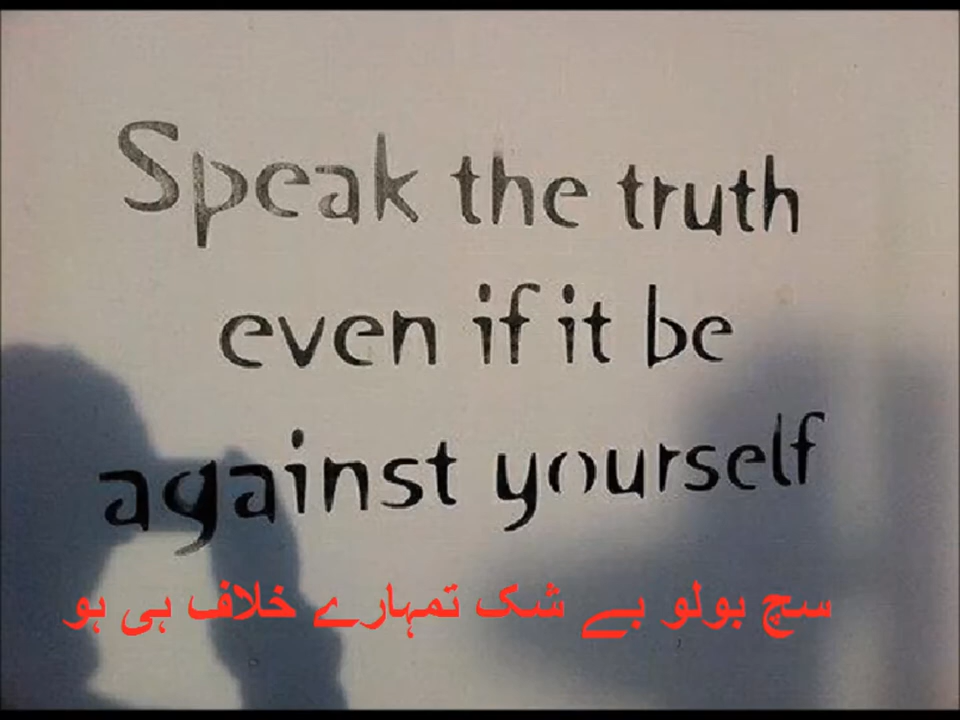 Speak the truth
even if it be
against yourself
سچ بولو بے شک تمہارے خلاف ہی ہو